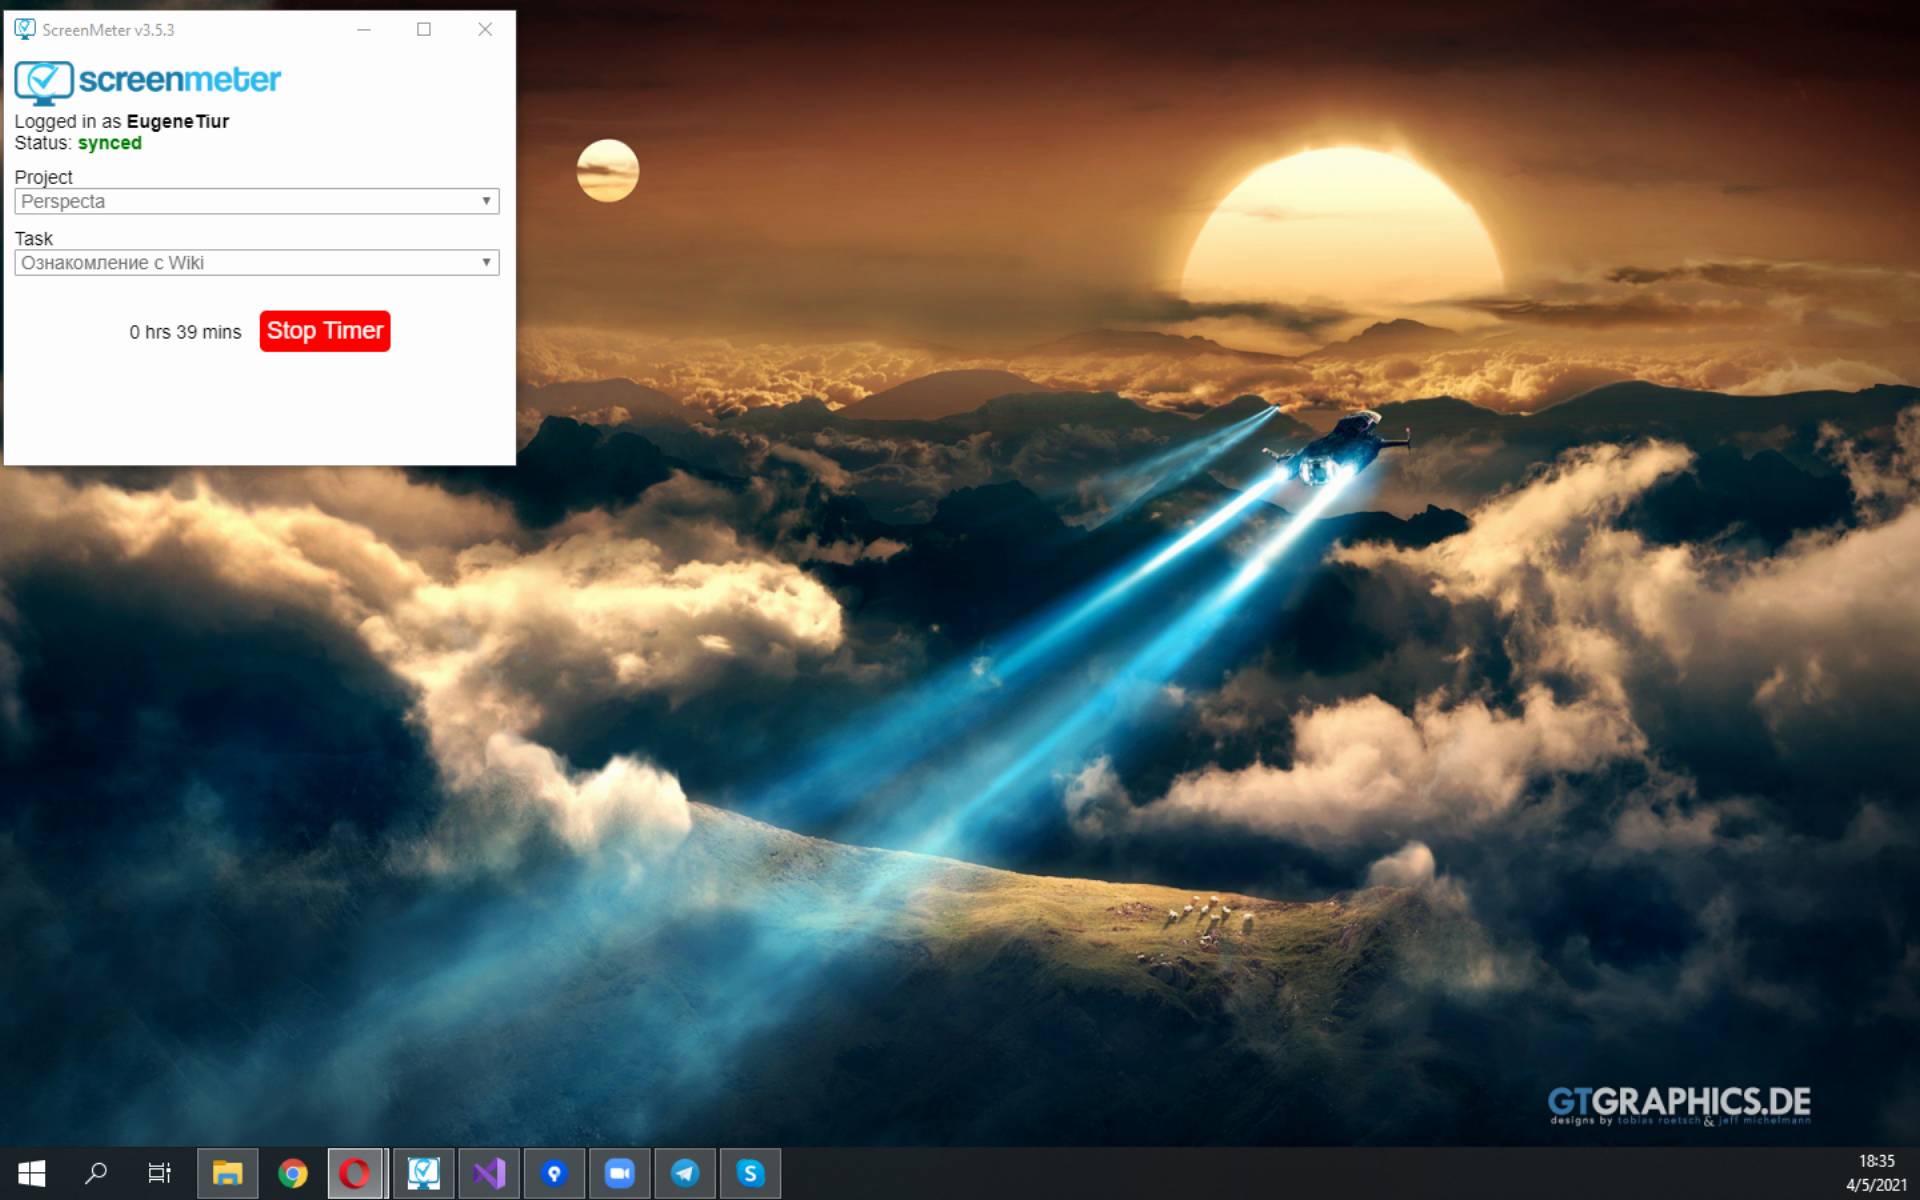 ScreenMeter v3.5.3
screenmeter
Logged in as EugeneTiur
Status: synced
Project
Perspecta
Task
Ознакомление с Wiki
0 hrs 39 mins Stop Timer
GTGRAPHICS.DE
designs by tobias roetsch & jeff michelmann
18:35
4/5/2021